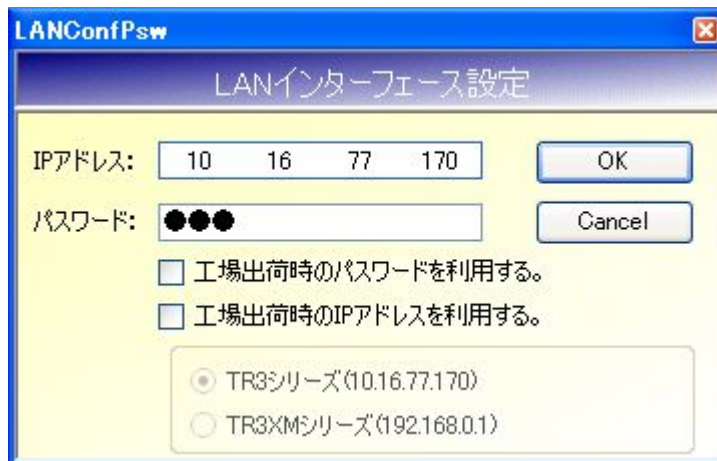 LANConfPsw
LANインターフェース設定
IPアドレス: 10 16 77 170 OK
パスワード: ●●● Cancel
工場出荷時のパスワードを利用する。
工場出荷時のIPアドレスを利用する。
TR3シリーズ(10.16.77.170)
TR3XMシリーズ(192.168.0.1)